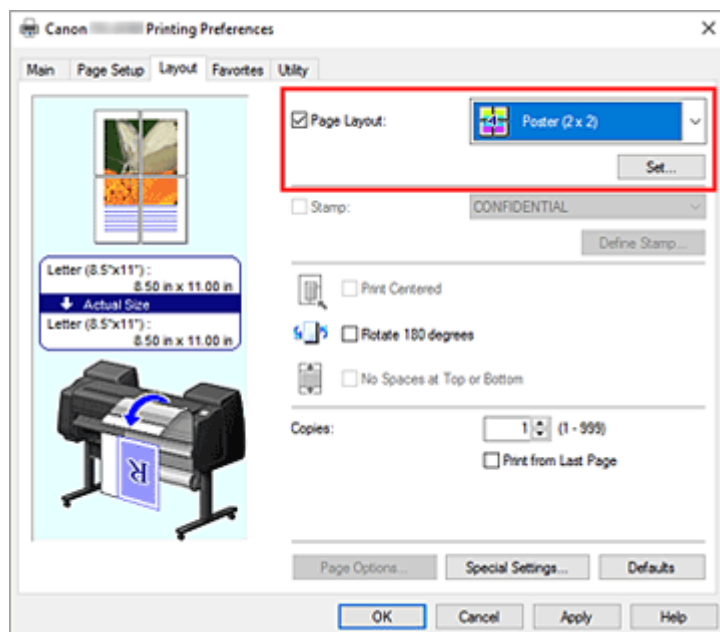 Canon Printing Preferences
Main Page Setup Layout Favorites Utility
Page Layout: 4 Poster (2 x 2)
Set...
Stamp: CONFIDENTIAL
Define Stamp...
Letter (8.5"x11") :
8.50 in x 11.00 in
Actual Size
Letter (8.5"x11") :
8.50 in x 11.00 in
Print Centered
Rotate 180 degrees
No Spaces at Top or Bottom
Copies: 1 (1 - 999)
Print from Last Page
R
Page Options... Special Settings... Defaults
OK Cancel Apply Help